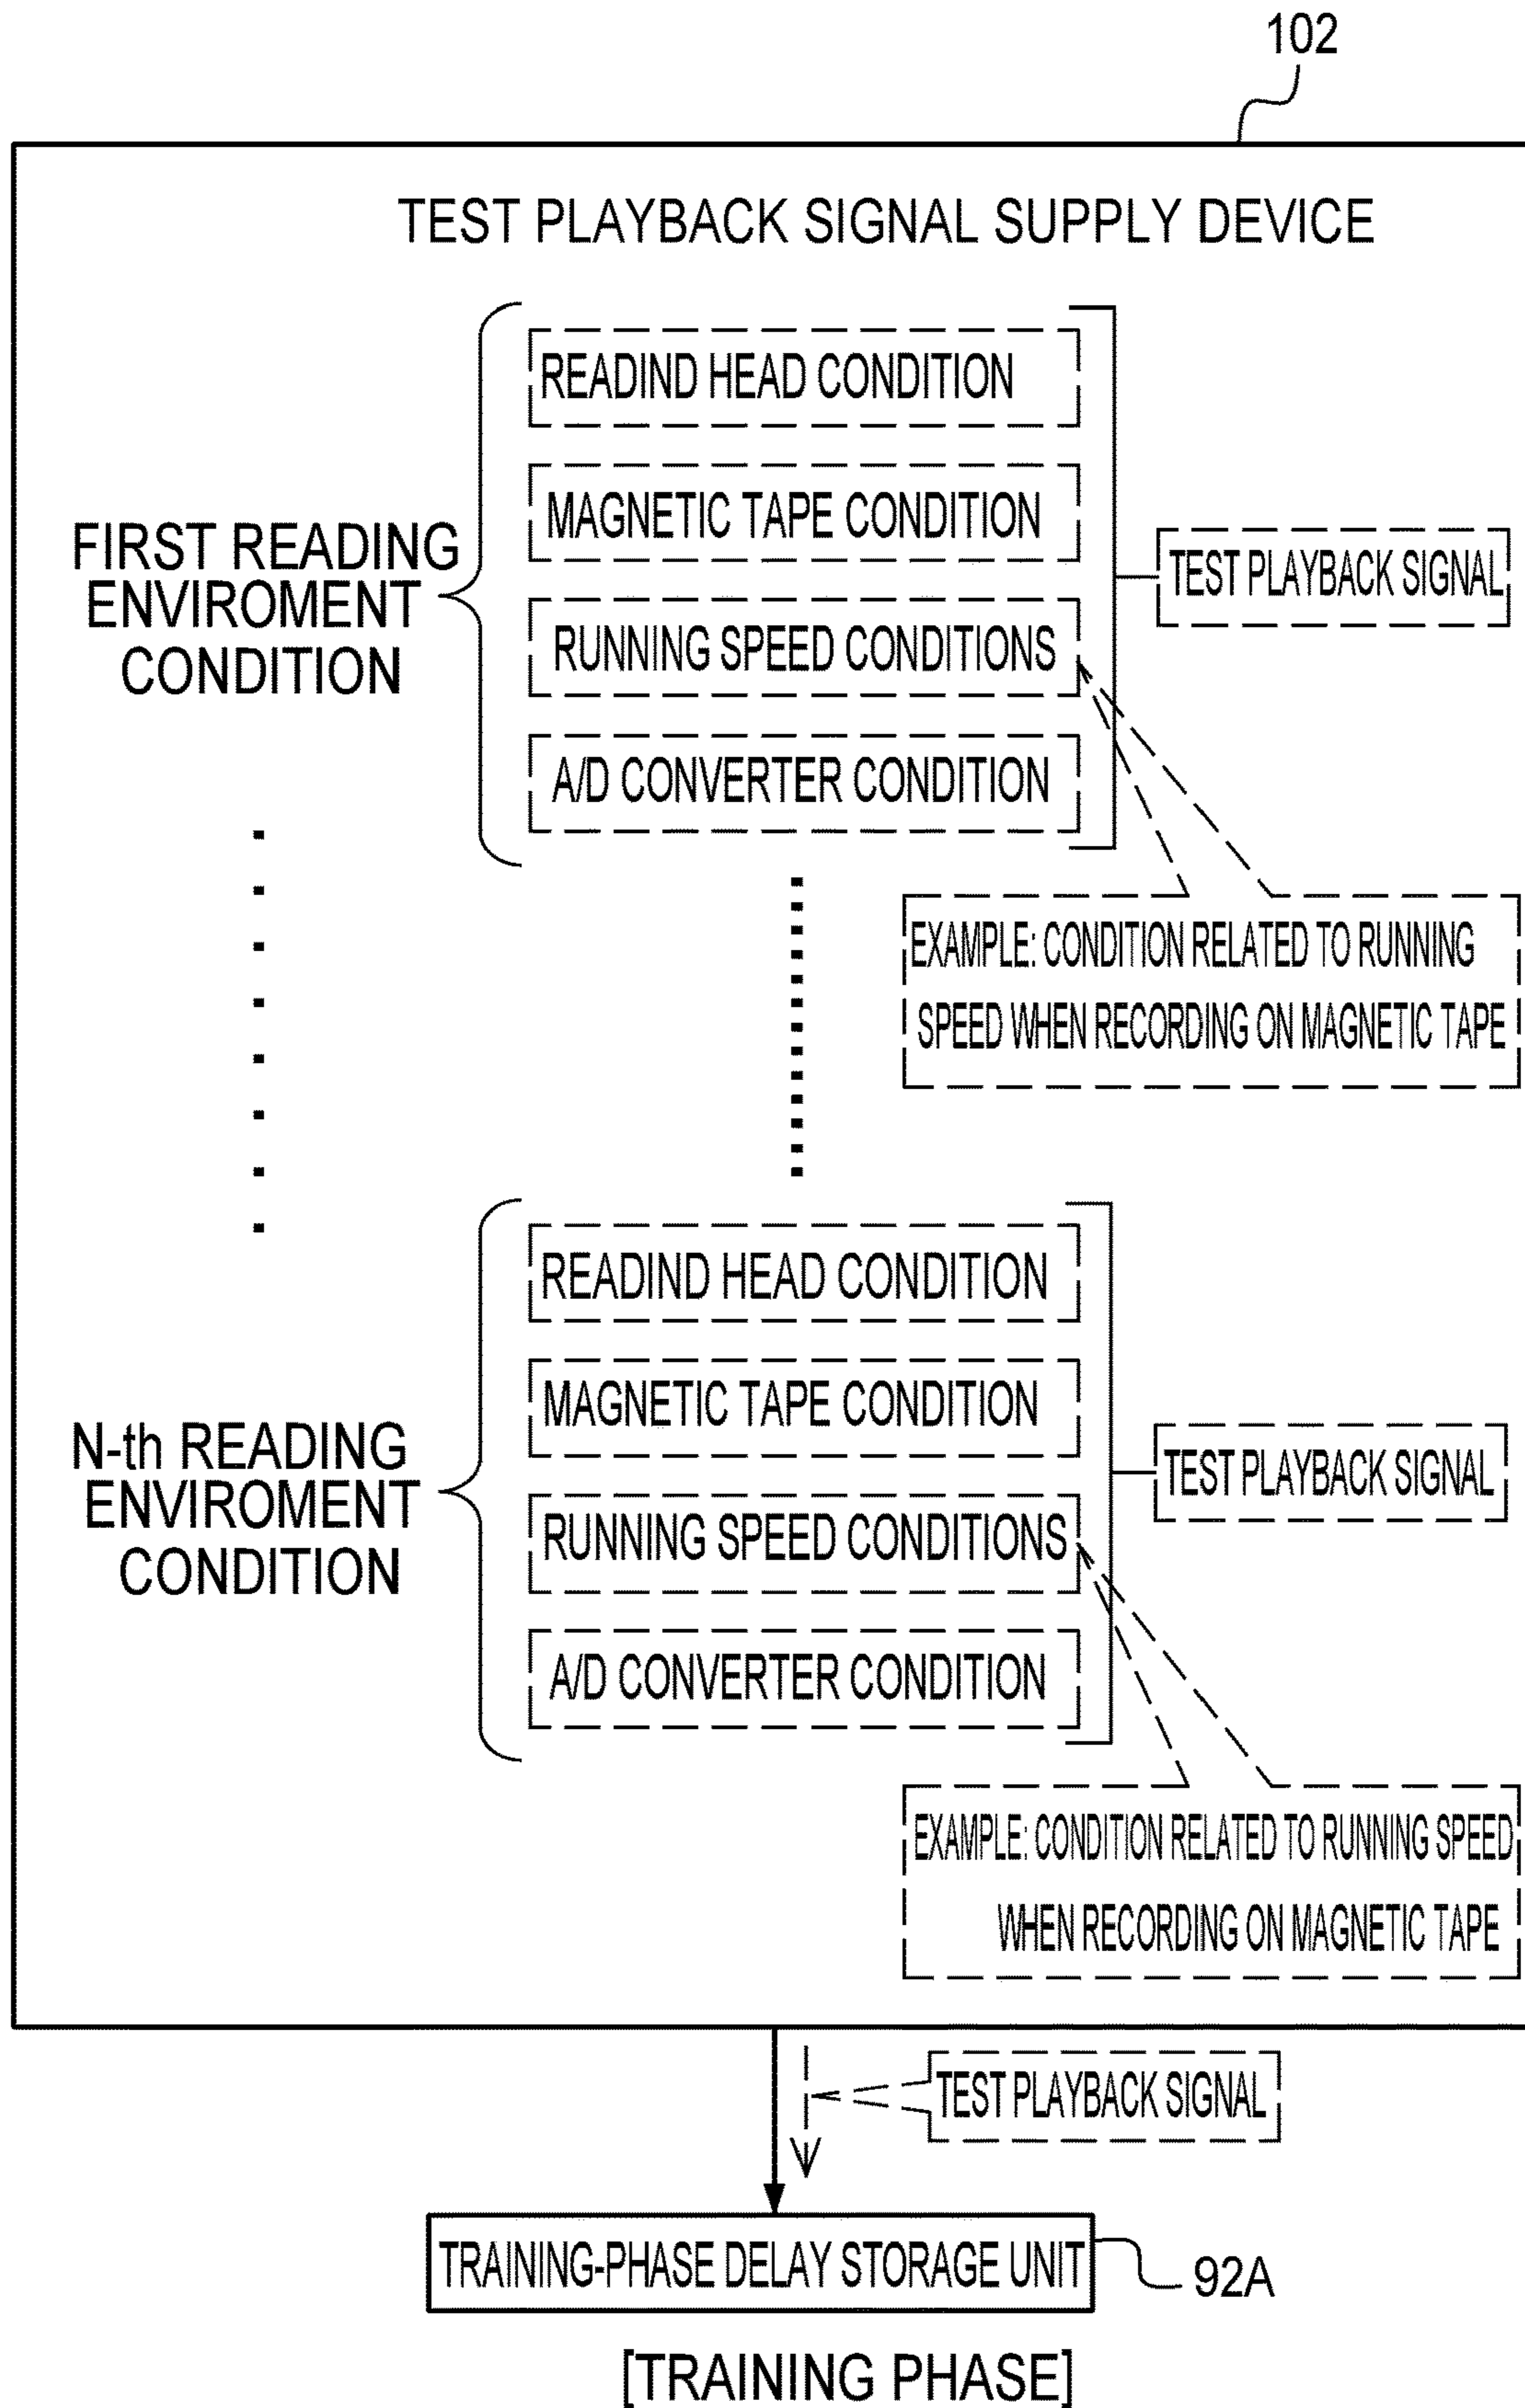 102
TEST PLAYBACK SIGNAL SUPPLY DEVICE
FIRST READING
ENVIROMENT
CONDITION
READIND HEAD CONDITION
MAGNETIC TAPE CONDITION
RUNNING SPEED CONDITIONS
A/D CONVERTER CONDITION
TEST PLAYBACK SIGNAL
EXAMPLE: CONDITION RELATED TO RUNNING
SPEED WHEN RECORDING ON MAGNETIC TAPE
N-th READING
ENVIROMENT
CONDITION
READIND HEAD CONDITION
MAGNETIC TAPE CONDITION
RUNNING SPEED CONDITIONS
A/D CONVERTER CONDITION
TEST PLAYBACK SIGNAL
EXAMPLE: CONDITION RELATED TO RUNNING SPEED
WHEN RECORDING ON MAGNETIC TAPE
TEST PLAYBACK SIGNAL
TRAINING-PHASE DELAY STORAGE UNIT
92A
[TRAINING PHASE]